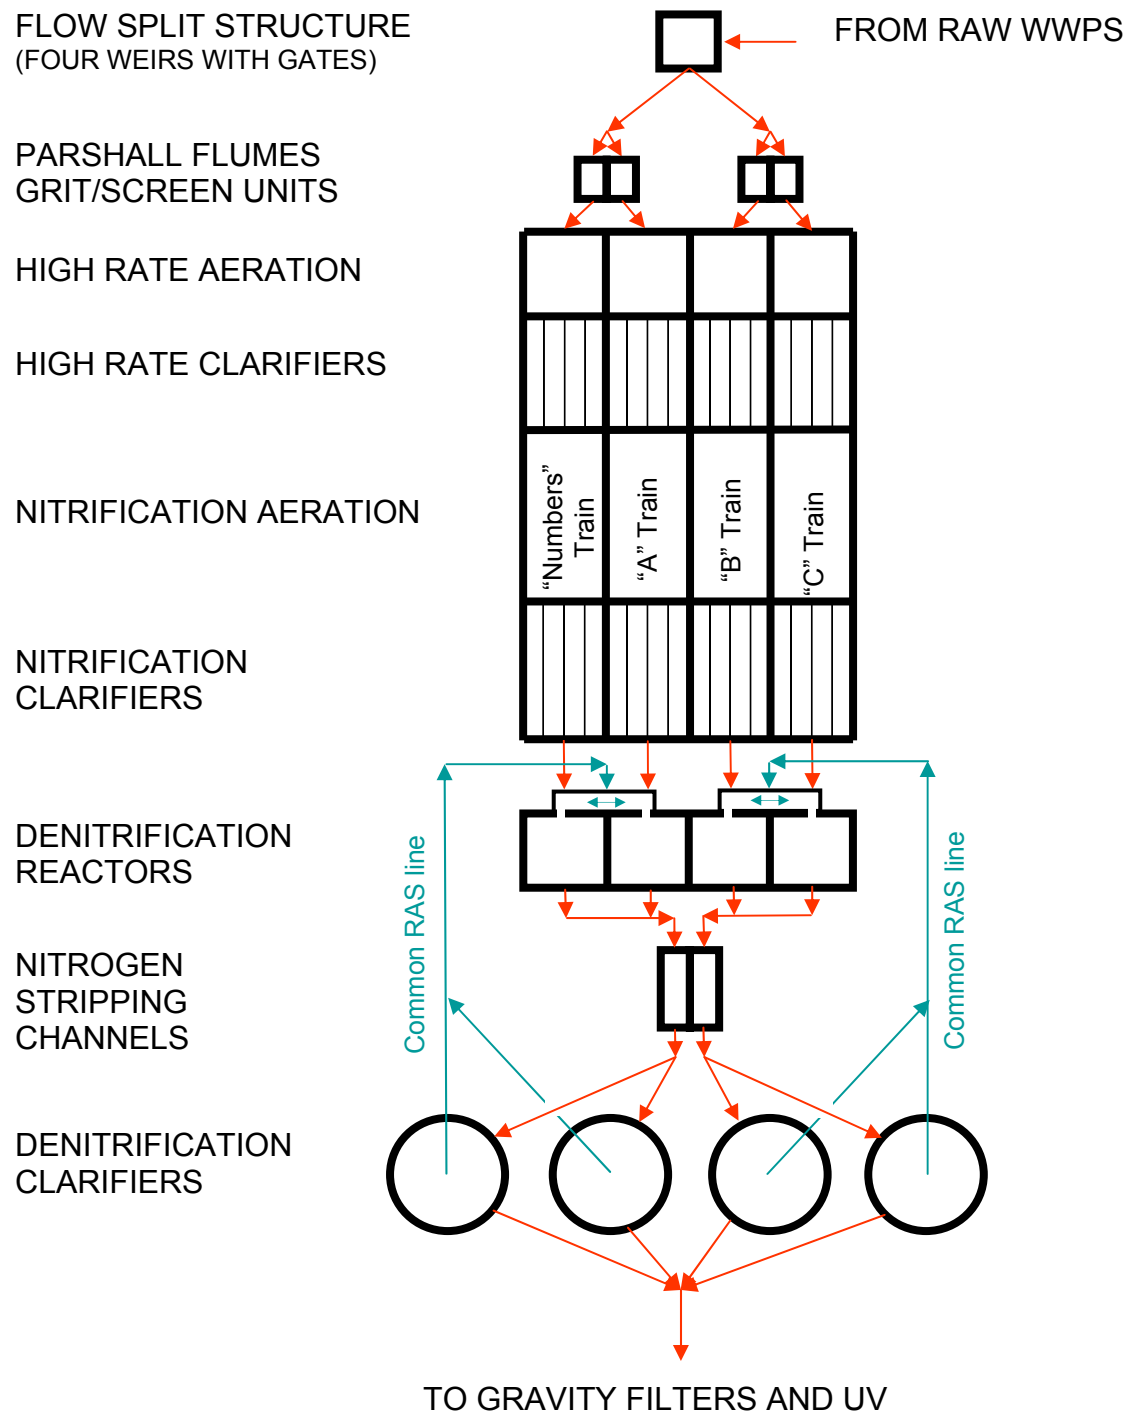 FLOW SPLIT STRUCTURE
(FOUR WEIRS WITH GATES)
FROM RAW WWPS
PARSHALL FLUMES
GRIT/SCREEN UNITS
HIGH RATE AERATION
HIGH RATE CLARIFIERS
NITRIFICATION AERATION
“Numbers”
Train
“A” Train
“B” Train
“C” Train
NITRIFICATION
CLARIFIERS
DENITRIFICATION
REACTORS
Common RAS line
Common RAS line
NITROGEN
STRIPPING
CHANNELS
DENITRIFICATION
CLARIFIERS
TO GRAVITY FILTERS AND UV